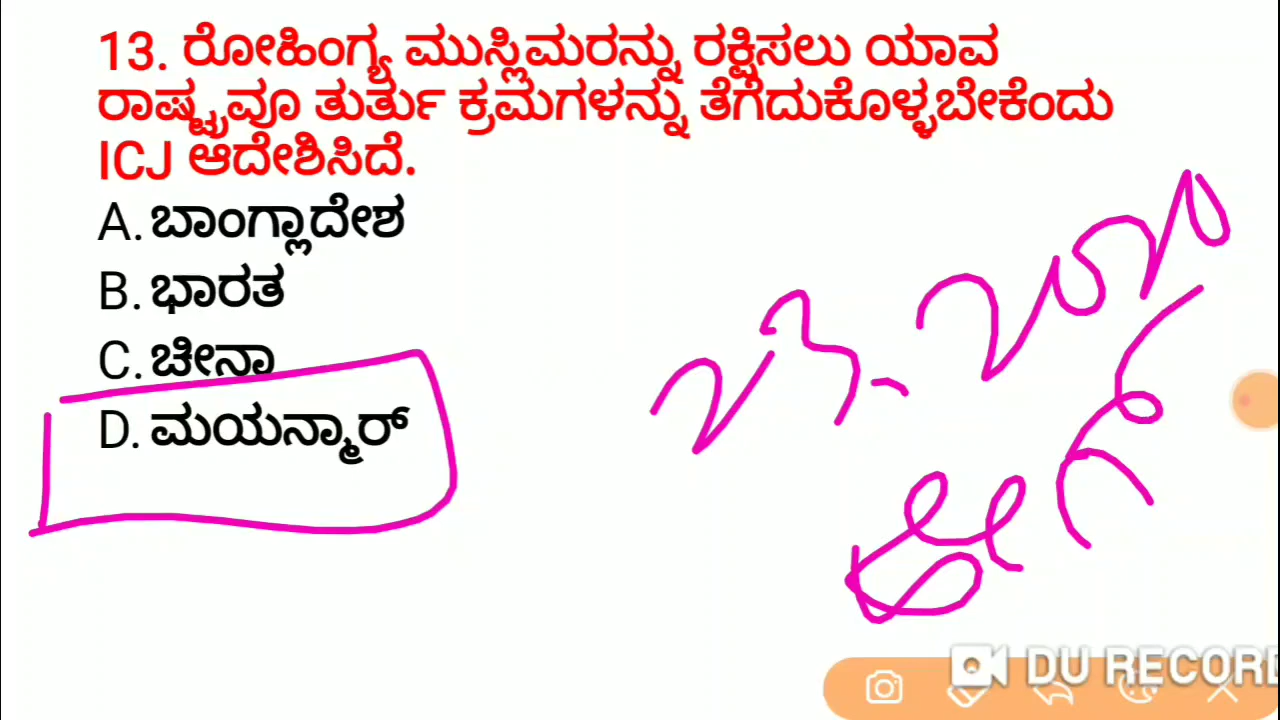 13. ರೋಹಿಂಗ್ಯ ಮುಸ್ಲಿಮರನ್ನು ರಕ್ಷಿಸಲು ಯಾವ
ರಾಷ್ಟ್ರವೂ ತುರ್ತು ಕ್ರಮಗಳನ್ನು ತೆಗೆದುಕೊಳ್ಳಬೇಕೆಂದು
ICJ ಆದೇಶಿಸಿದೆ.
A. ಬಾಂಗ್ಲಾದೇಶ
B. ಭಾರತ
C. ಚೀನಾ
D. ಮಯನ್ಮಾರ್
DU RECORD